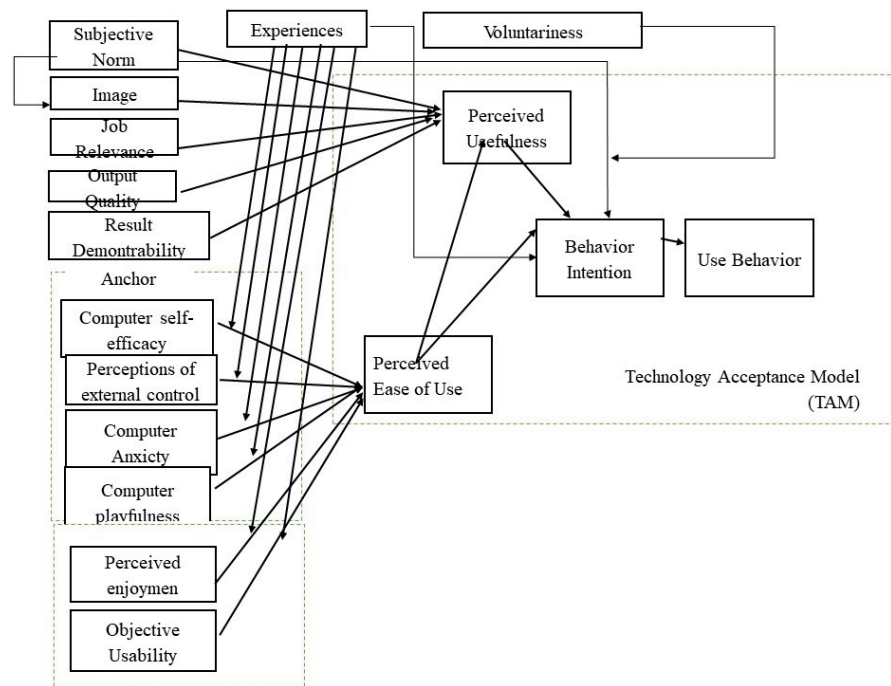 Subjective
Norm
Experiences
Voluntariness
Image
Job
Relevance
Output
Quality
Result
Demontrability
Perceived
Usefulness
Behavior
Intention
Use Behavior
Anchor
Computer self-
efficacy
Perceptions of
external control
Computer
Anxicty
Computer
playfulness
Perceived
Ease of Use
Technology Acceptance Model
(TAM)
Perceived
enjoymen
Objective
Usability